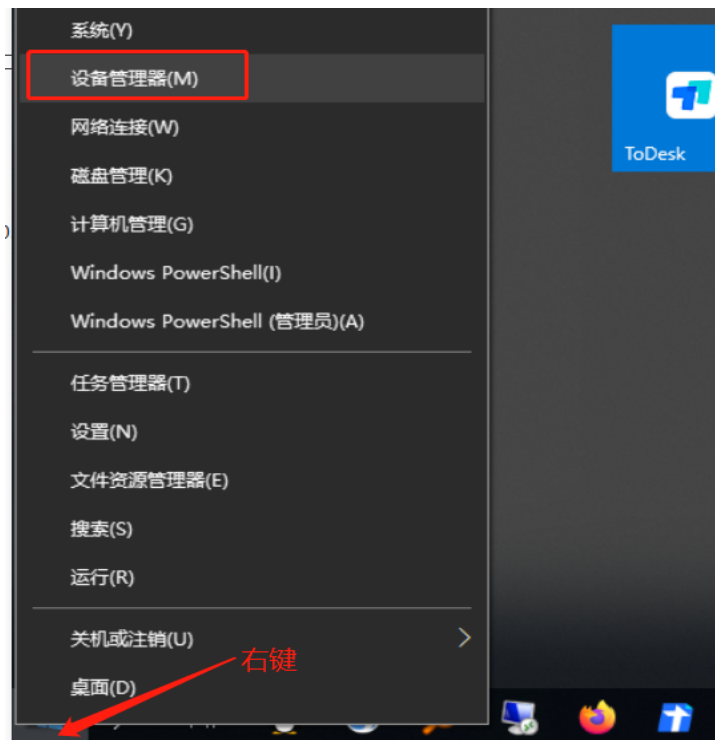 系统(Y)
设备管理器(M)
网络连接(W)
磁盘管理(K)
ToDesk
计算机管理(G)
Windows PowerShell(I)
Windows PowerShell (管理员)(A)
任务管理器(T)
设置(N)
文件资源管理器(E)
搜索(S)
运行(R)
关机或注销(U)
右键
桌面(D)